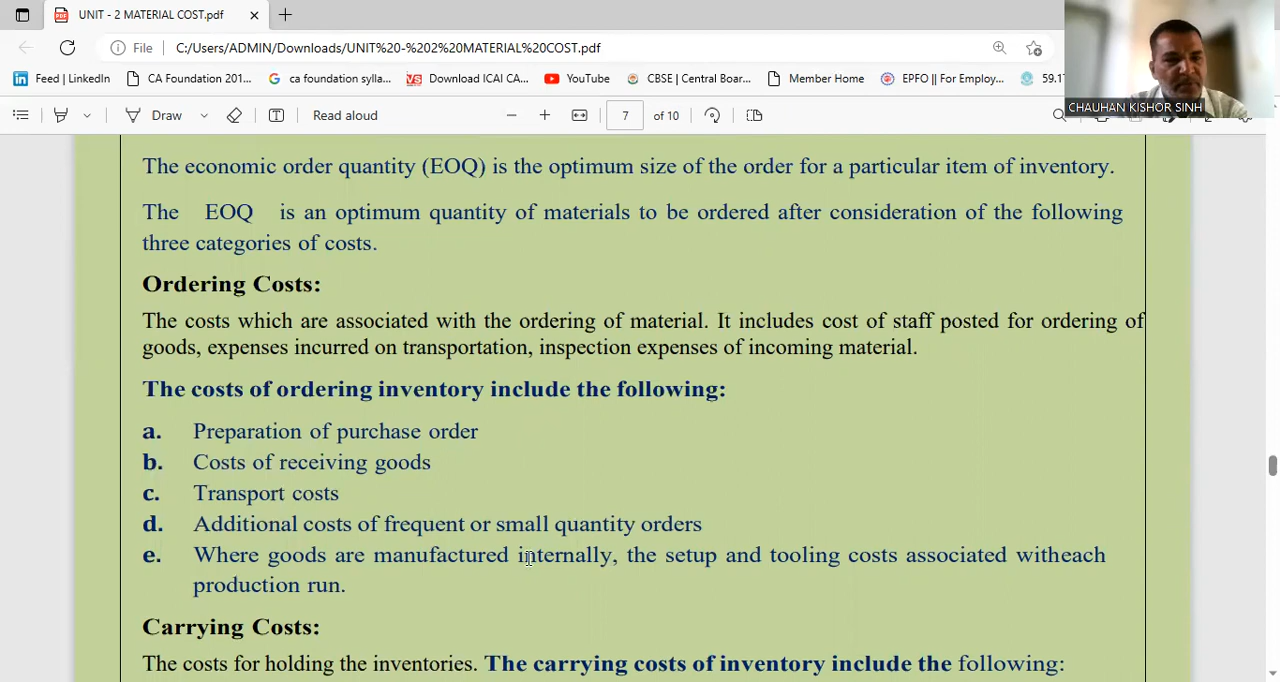 UNIT - 2 MATERIAL COST.pdf
File C:/Users/ADMIN/Downloads/UNIT%20-%202%20MATERIAL%20COST.pdf
Feed | LinkedIn CA Foundation 201... ca foundation sylla... Download ICAI CA... YouTube CBSE | Central Boar... Member Home EPFO || For Employ... 59.1
CHAUHAN KISHOR SINH
Draw Read aloud 7 of 10
The economic order quantity (EOQ) is the optimum size of the order for a particular item of inventory.
The EOQ is an optimum quantity of materials to be ordered after consideration of the following
three categories of costs.
Ordering Costs:
The costs which are associated with the ordering of material. It includes cost of staff posted for ordering of
goods, expenses incurred on transportation, inspection expenses of incoming material.
The costs of ordering inventory include the following:
a. Preparation of purchase order
b. Costs of receiving goods
c. Transport costs
d. Additional costs of frequent or small quantity orders
e. Where goods are manufactured internally, the setup and tooling costs associated witheach
production run.
Carrying Costs:
The costs for holding the inventories. The carrying costs of inventory include the following: